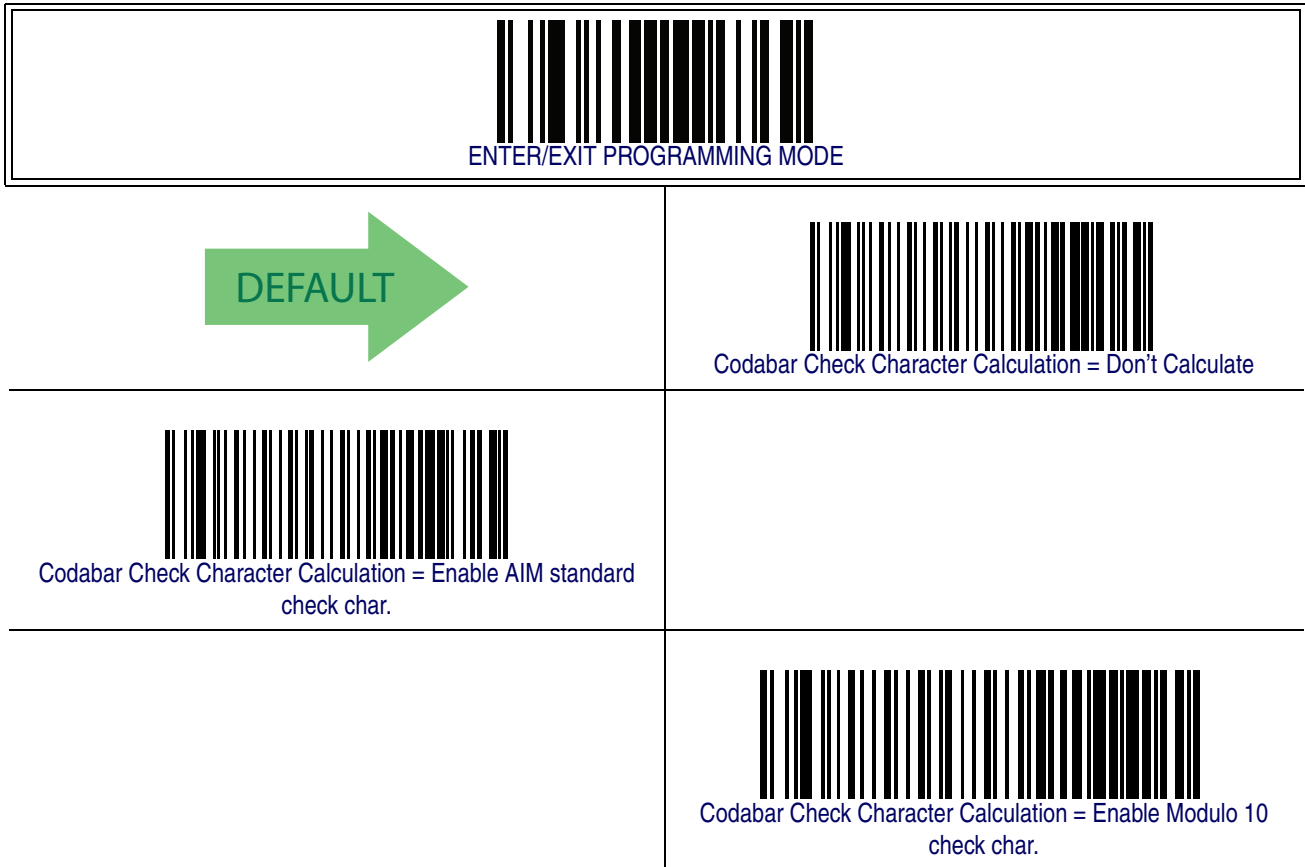 ENTER/EXIT PROGRAMMING MODE
DEFAULT
Codabar Check Character Calculation = Don't Calculate
Codabar Check Character Calculation = Enable AIM standard
check char.
Codabar Check Character Calculation = Enable Modulo 10
check char.